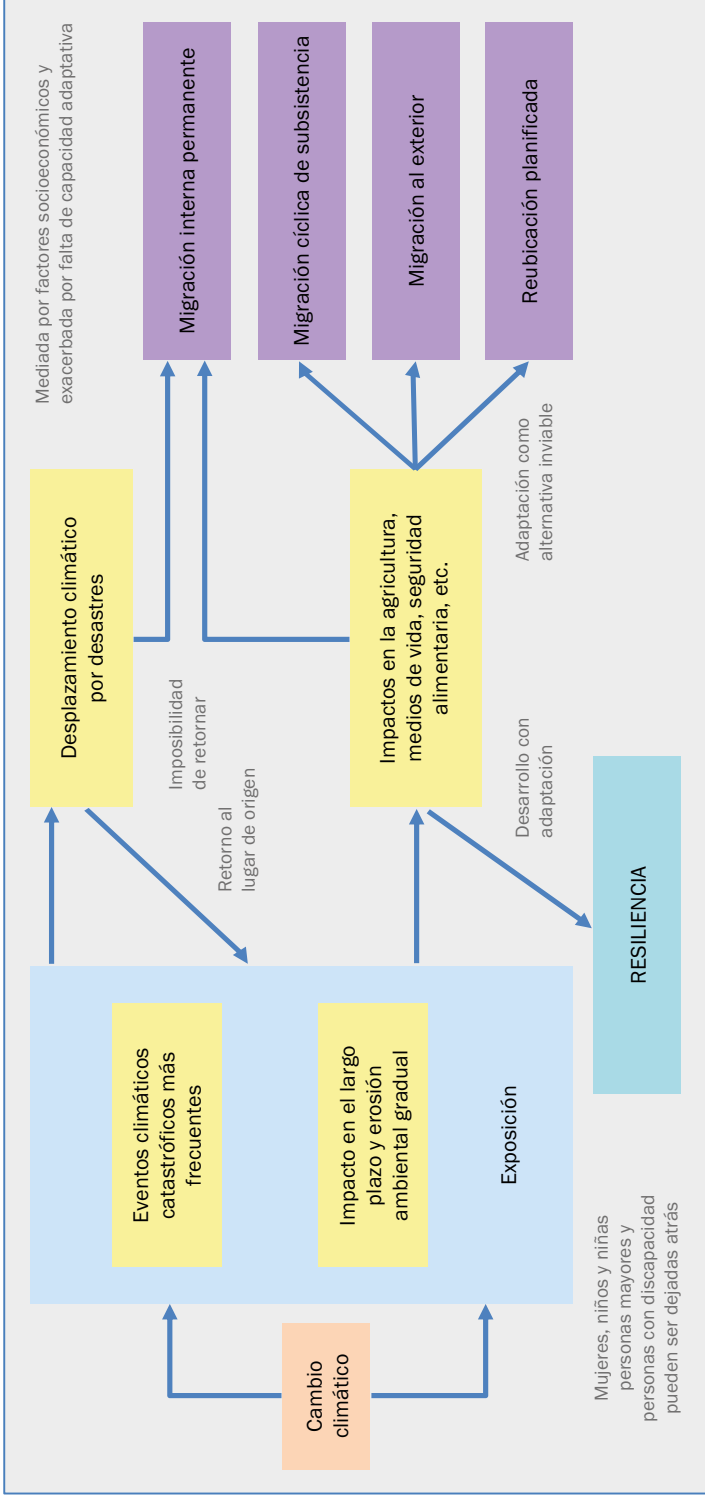 Cambio
climático
Eventos climáticos
catastróficos más
frecuentes
Impacto en el largo
plazo y erosión
ambiental gradual
Exposición
Mujeres, niños y niñas
personas mayores y
personas con discapacidad
pueden ser dejadas atrás
Desplazamiento climático
por desastres
Imposibilidad
de retornar
Retorno al
lugar de origen
Impactos en la agricultura,
medios de vida, seguridad
alimentaria, etc.
Desarrollo con
adaptación
RESILIENCIA
Adaptación como
alternativa inviable
Mediada por factores socioeconómicos y
exacerbada por falta de capacidad adaptativa
Migración interna permanente
Migración cíclica de subsistencia
Migración al exterior
Reubicación planificada